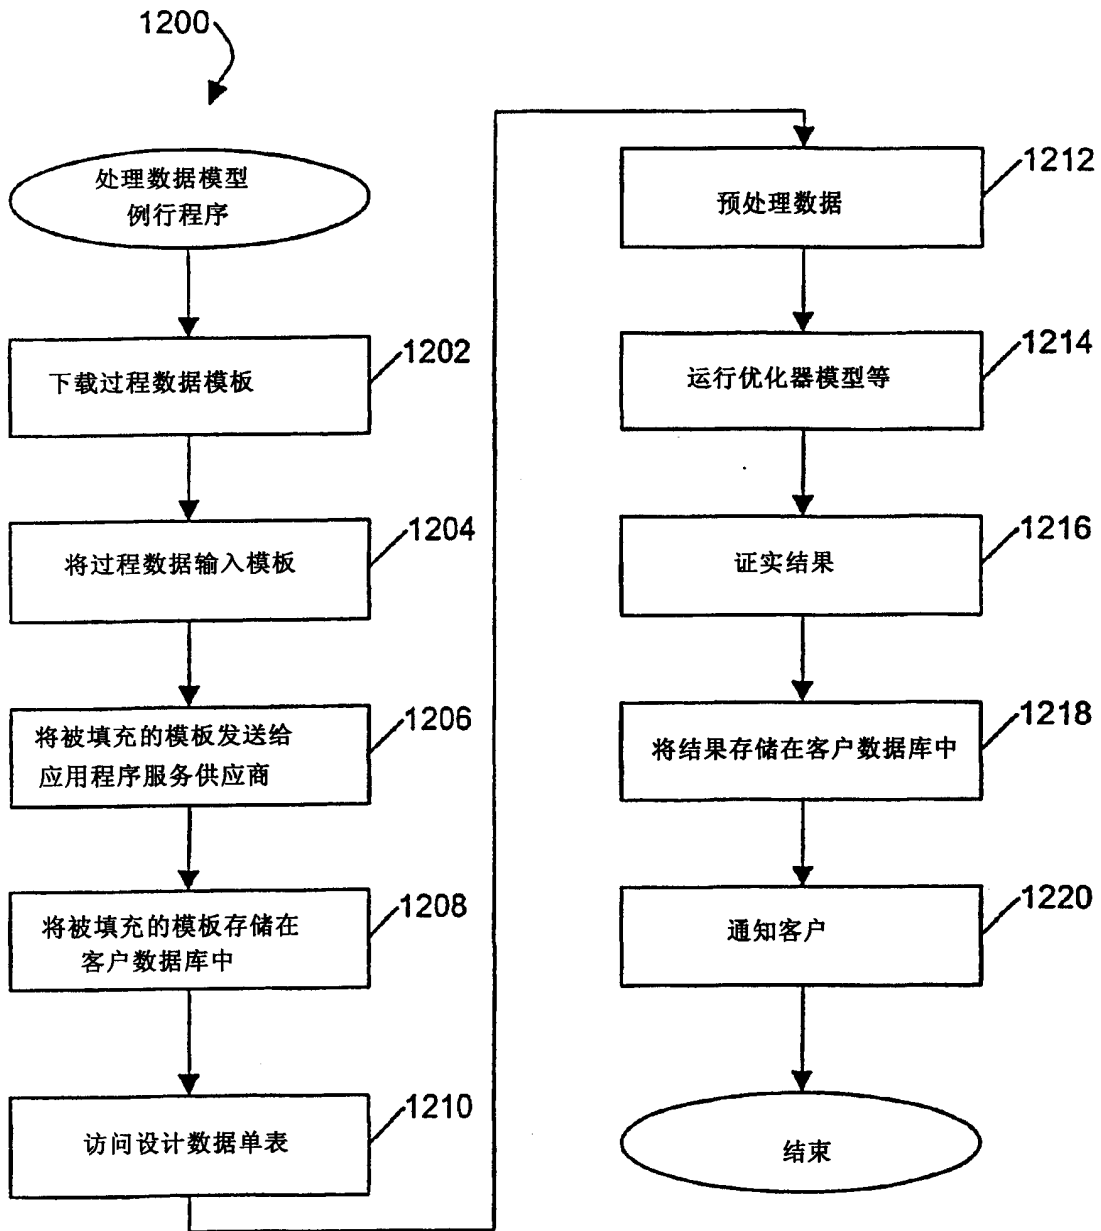 1200
处理数据模型
例行程序
1202
下载过程数据模板
1204
将过程数据输入模板
1206
将被填充的模板发送给
应用程序服务供应商
1208
将被填充的模板存储在
客户数据库中
1210
访问设计数据单表
1212
预处理数据
1214
运行优化器模型等
1216
证实结果
1218
将结果存储在客户数据库中
1220
通知客户
结束